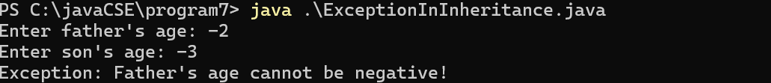 PS C:\javaCSE\program7> java .\ExceptionInInheritance.java
Enter father's age: -2
Enter son's age: -3
Exception: Father's age cannot be negative!